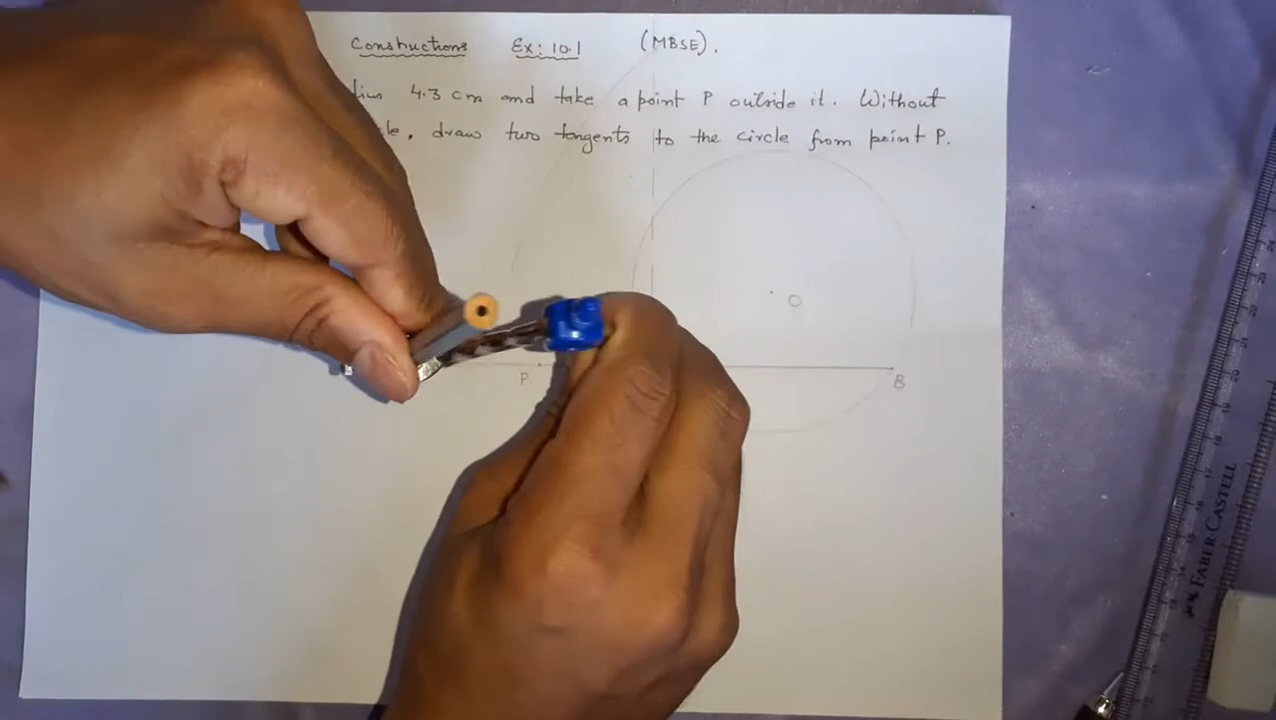 Constructions Ex: 10.1 (MBSE).
4.3 cm and take a point P outside it. Without
draw two tangents to the circle from point P.
O
P
B
FABER-CASTELL